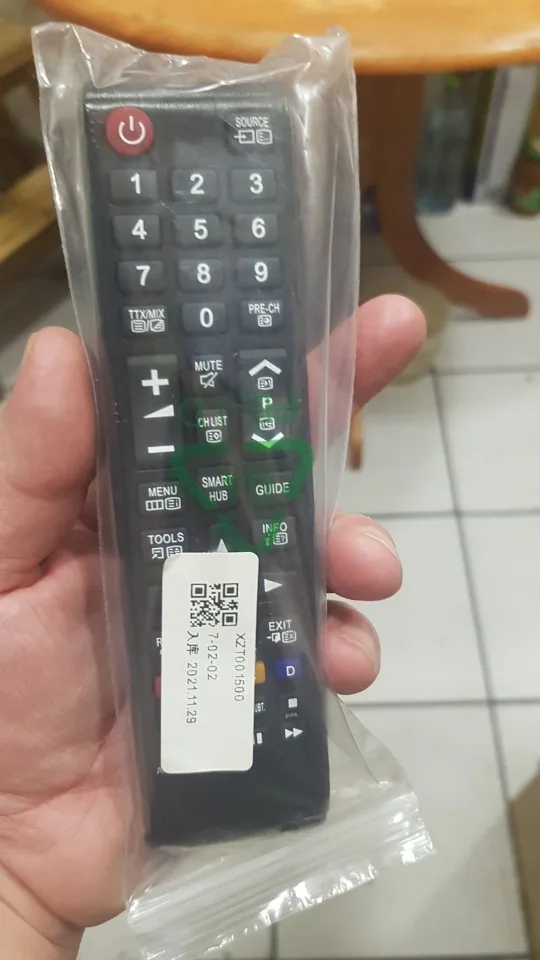 SOURCE
1 2 3
4 5 6
7 8 9
TTX/MIX 0 PRE-CH
+ MUTE
CH LIST P
−
MENU SMART HUB GUIDE
TOOLS INFO
EXIT
D
XZT001500
7-02-02
入库 2021.11.29